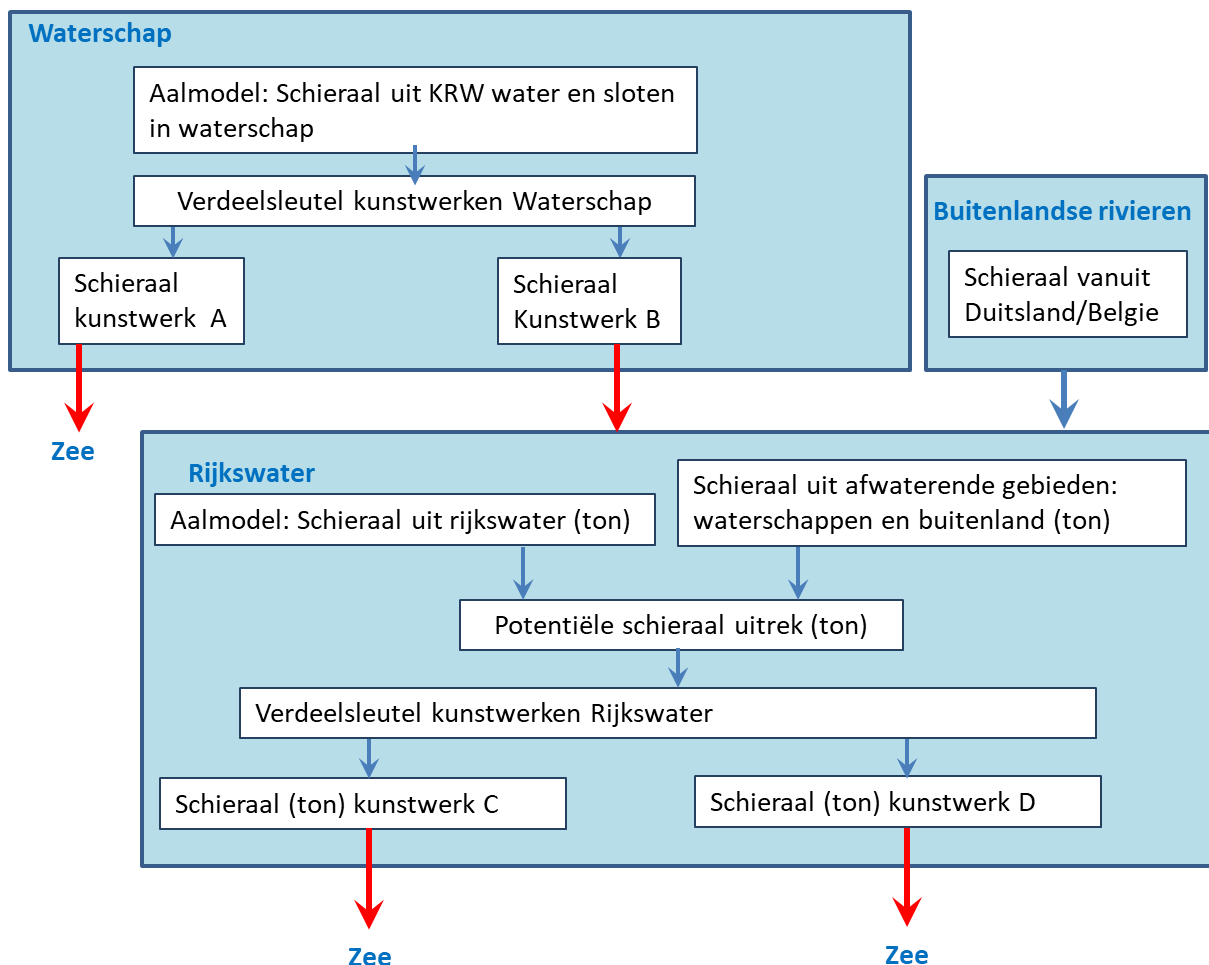 Waterschap
Aalmodel: Schieraal uit KRW water en sloten
in waterschap
Verdeelsleutel kunstwerken Waterschap
Schieraal
kunstwerk A
Schieraal
Kunstwerk B
Buitenlandse rivieren
Schieraal vanuit
Duitsland/Belgie
Zee
Rijkswater
Aalmodel: Schieraal uit rijkswater (ton)
Schieraal uit afwaterende gebieden:
waterschappen en buitenland (ton)
Potentiële schieraal uitrek (ton)
Verdeelsleutel kunstwerken Rijkswater
Schieraal (ton) kunstwerk C
Schieraal (ton) kunstwerk D
Zee
Zee